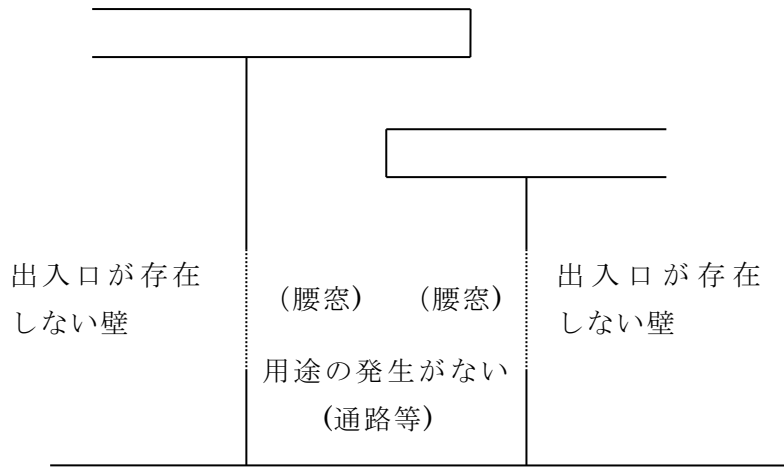 出入口が存在
しない壁
(腰窓)
(腰窓)
用途の発生がない
(通路等)
出入口が存在
しない壁